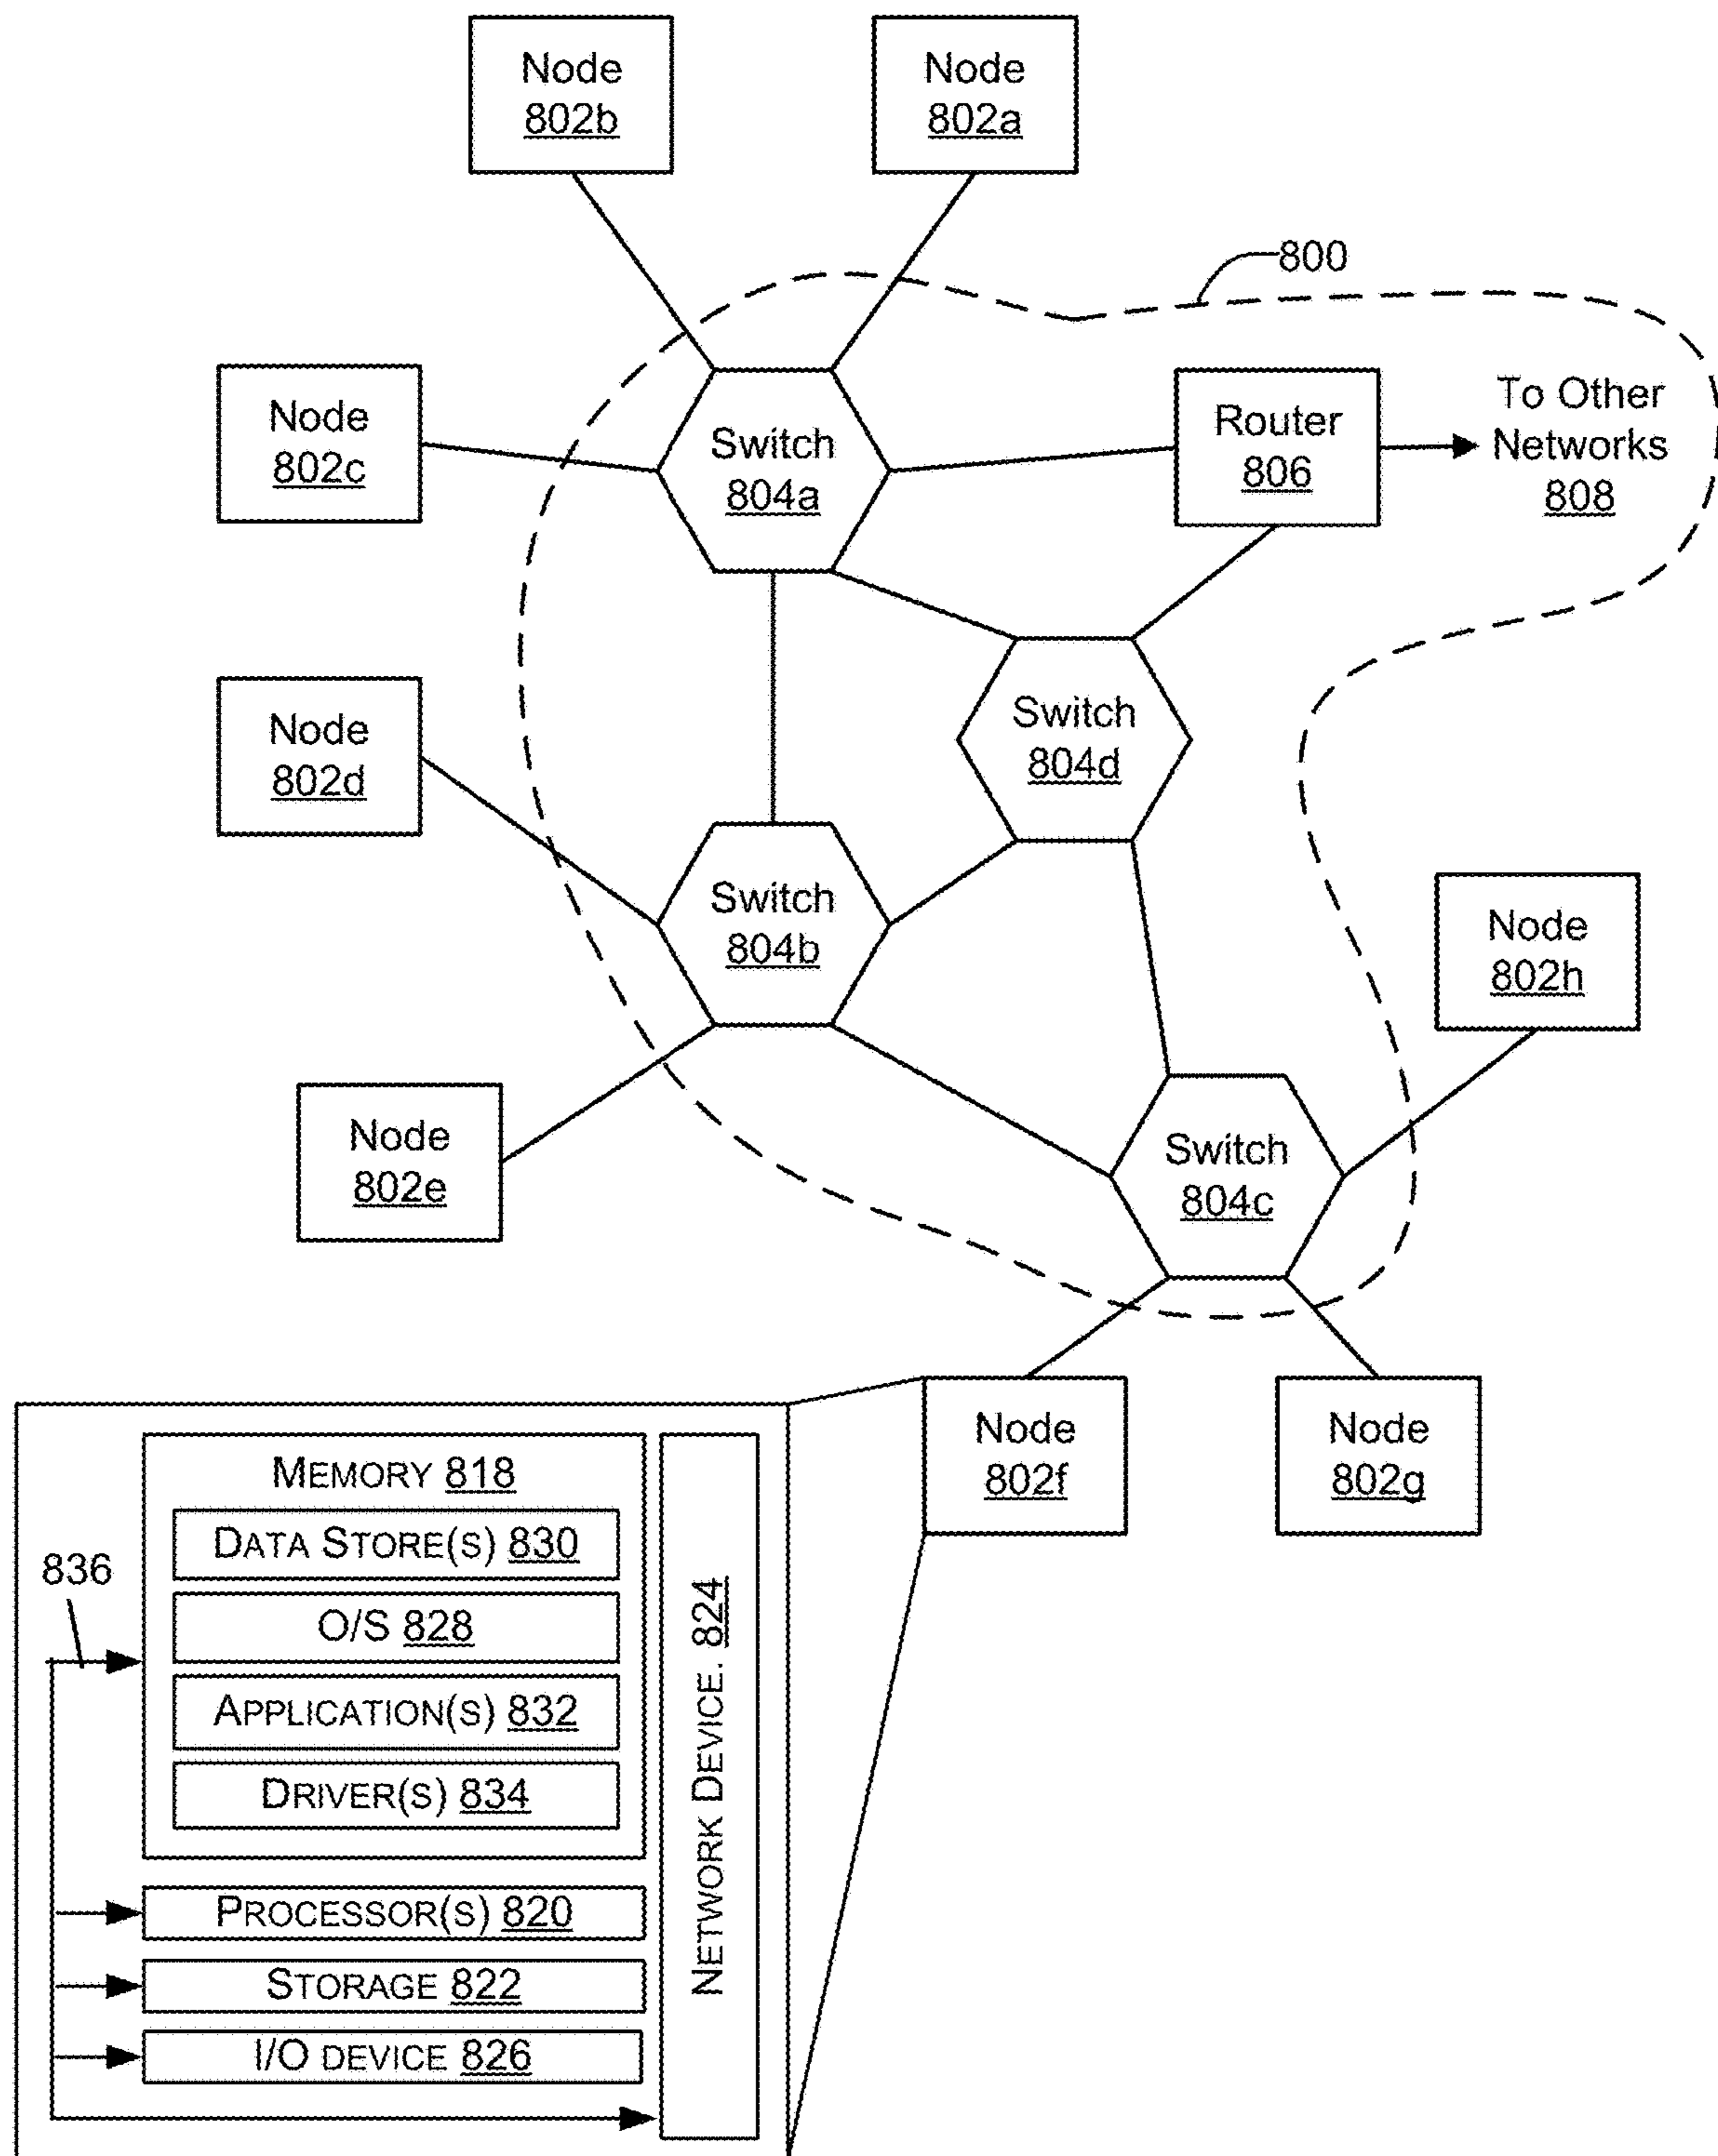 Node
802b
Node
802a
800
Node
802c
Switch
804a
Router
806
To Other
Networks
808
Node
802d
Switch
804d
Switch
804b
Node
802h
Node
802e
Switch
804c
Node
802f
Node
802g
MEMORY 818
DATA STORE(S) 830
836
O/S 828
APPLICATION(S) 832
DRIVER(S) 834
NETWORK DEVICE. 824
PROCESSOR(S) 820
STORAGE 822
I/O DEVICE 826